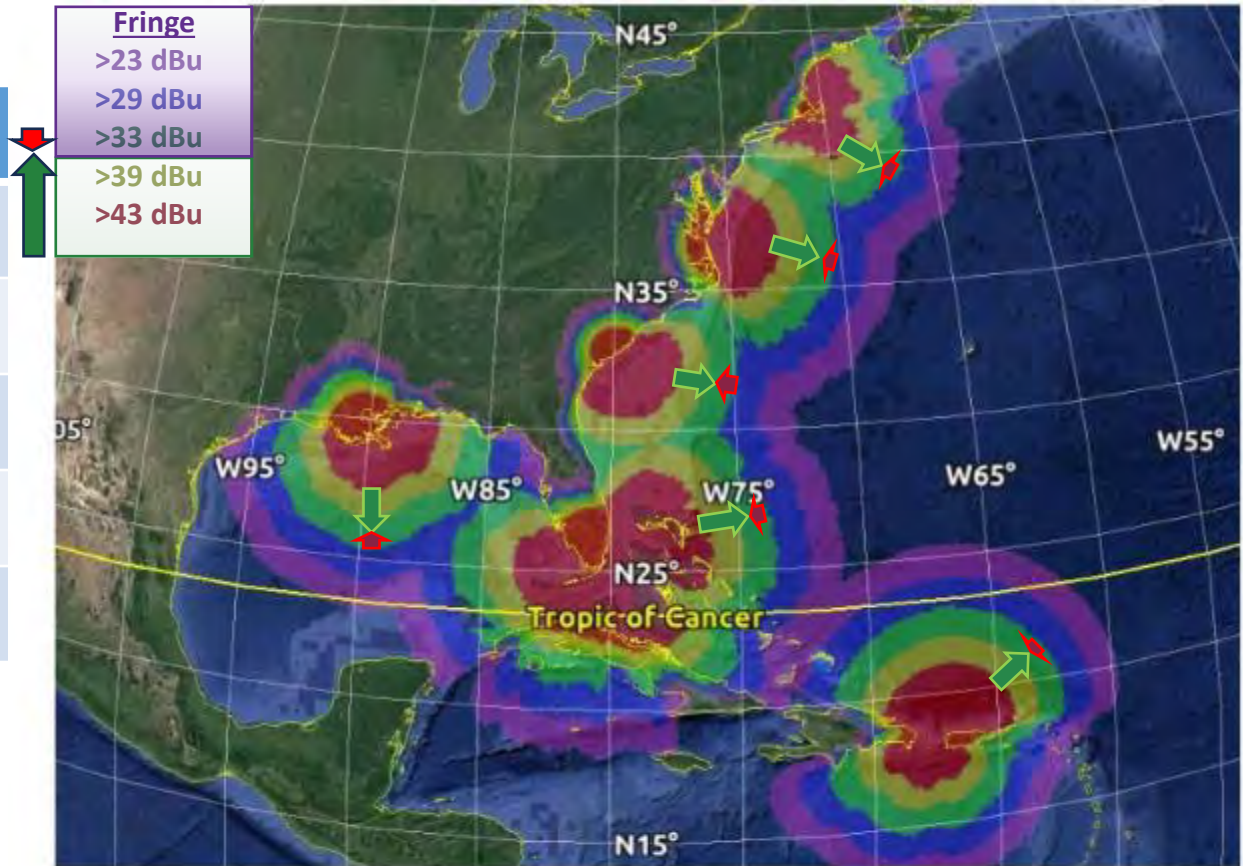 Fringe
>23 dBu
>29 dBu
>33 dBu
>39 dBu
>43 dBu
N45°
N35°
05°
W95°
W85°
W75°
W65°
W55°
N25°
Tropic-of-Cancer
N15°